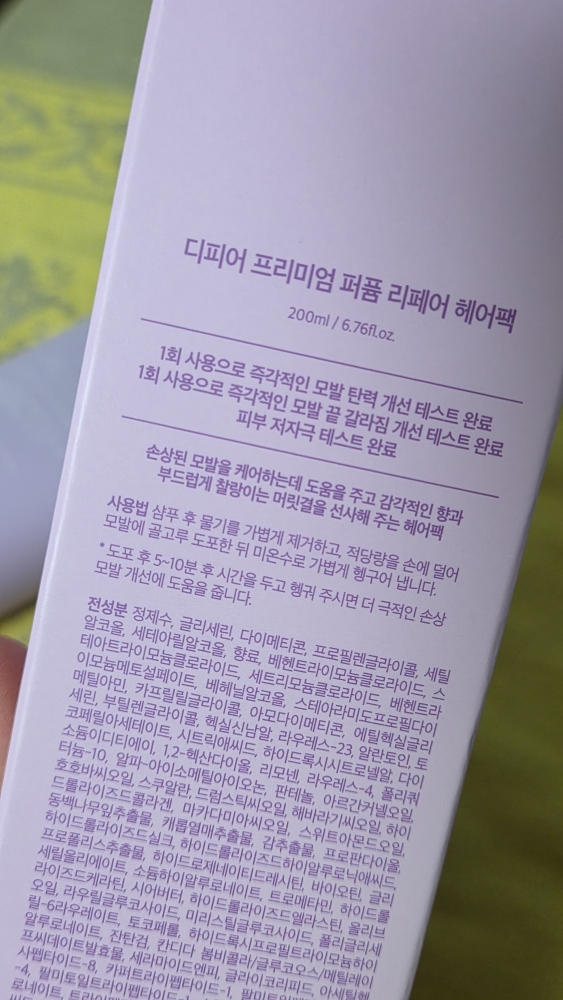 디피어 프리미엄 퍼퓸 리페어 헤어팩
200ml / 6.76fl.oz.
1회 사용으로 즉각적인 모발 탄력 개선 테스트 완료
1회 사용으로 즉각적인 모발 끝 갈라짐 개선 테스트 완료
피부 저자극 테스트 완료
손상된 모발을 케어하는데 도움을 주고 감각적인 향과
부드럽게 찰랑이는 머릿결을 선사해 주는 헤어팩
사용법 샴푸 후 물기를 가볍게 제거하고, 적당량을 손에 덜어
모발에 골고루 도포한 뒤 미온수로 가볍게 헹구어 냅니다.
* 도포 후 5~10분 후 시간을 두고 헹궈 주시면 더 극적인 손상
모발 개선에 도움을 줍니다.
전성분 정제수, 글리세린, 다이메티콘, 프로필렌글라이콜, 세틸
알코올, 세테아릴알코올, 향료, 베헨트라이모늄클로라이드, 스
테아트라이모늄클로라이드, 세트리모늄클로라이드, 베헨트라
이모늄메토설페이트, 베헤닐알코올, 스테아라미도프로필다이
메틸아민, 카프릴릴글라이콜, 아모다이메티콘, 에틸헥실글리
세린, 부틸렌글라이콜, 헥실신남알, 라우레스-23, 알란토인, 토
코페릴아세테이트, 시트릭애씨드, 하이드록시시트로넬알, 다이
소듐이디티에이, 1,2-헥산다이올, 리모넨, 라우레스-4, 폴리쿼
터늄-10, 알파-아이소메틸아이오논, 판테놀, 아르간커넬오일,
호호바씨오일, 스쿠알란, 드럼스틱씨오일, 해바라기씨오일, 하이
드롤라이즈드콜라겐, 마카다미아씨오일, 스위트아몬드오일,
동백나무잎추출물, 캐롭열매추출물, 감추출물, 프로판다이올,
하이드롤라이즈드실크, 하이드롤라이즈드하이알루로닉애씨드,
프로폴리스추출물, 하이드로제네이티드레시틴, 바이오틴, 글리
세릴올리에이트, 소듐하이알루로네이트, 트로메타민, 하이드롤
라이즈드케라틴, 시어버터, 하이드롤라이즈드엘라스틴, 올리브
오일, 라우릴글루코사이드, 미리스틸글루코사이드, 폴리글리세
릴-6라우레이트, 토코페롤, 하이드록시프로필트라이모늄하이
알루로네이트, 잔탄검, 칸디다 봄비콜라/글루코오스/메틸레이
프씨데이트발효물, 세라마이드엔피, 글라이코리피드, 아세틸헥
사펩타이드-8, 카퍼트라이펩타이드-1, 팔미토일펜타펩타이드
-4, 팔미토일트라이펩타이드-1